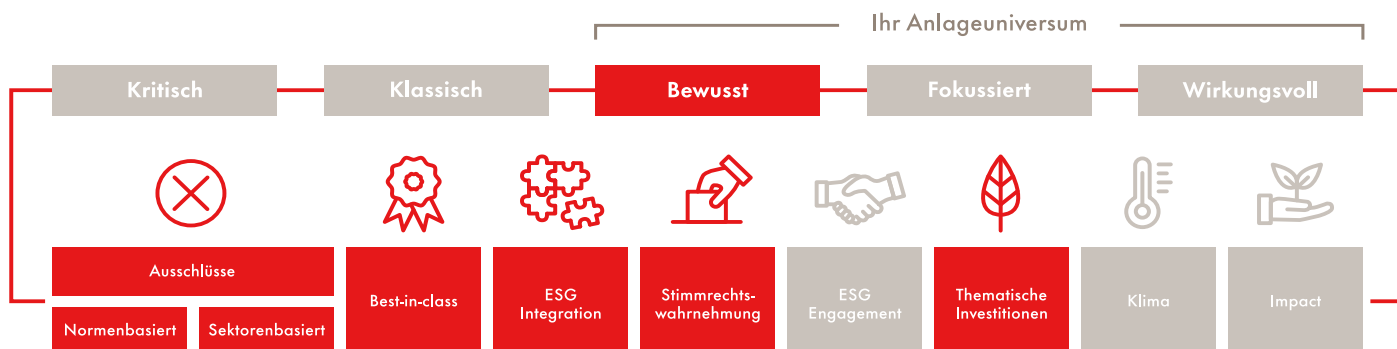 Ihr Anlageuniversum
Kritisch
Klassisch
Bewusst
Fokussiert
Wirkungsvoll
Ausschlüsse
Normenbasiert
Sektorenbasiert
Best-in-class
ESG
Integration
Stimmrechts-
wahrnehmung
ESG
Engagement
Thematische
Investitionen
Klima
Impact